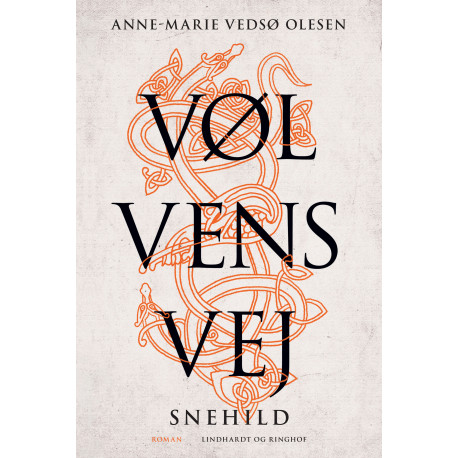 ANNE-MARIE VEDSØ OLESEN
VØL
VENS
VEJ
SNEHILD
ROMAN LINDHARDT OG RINGHOF